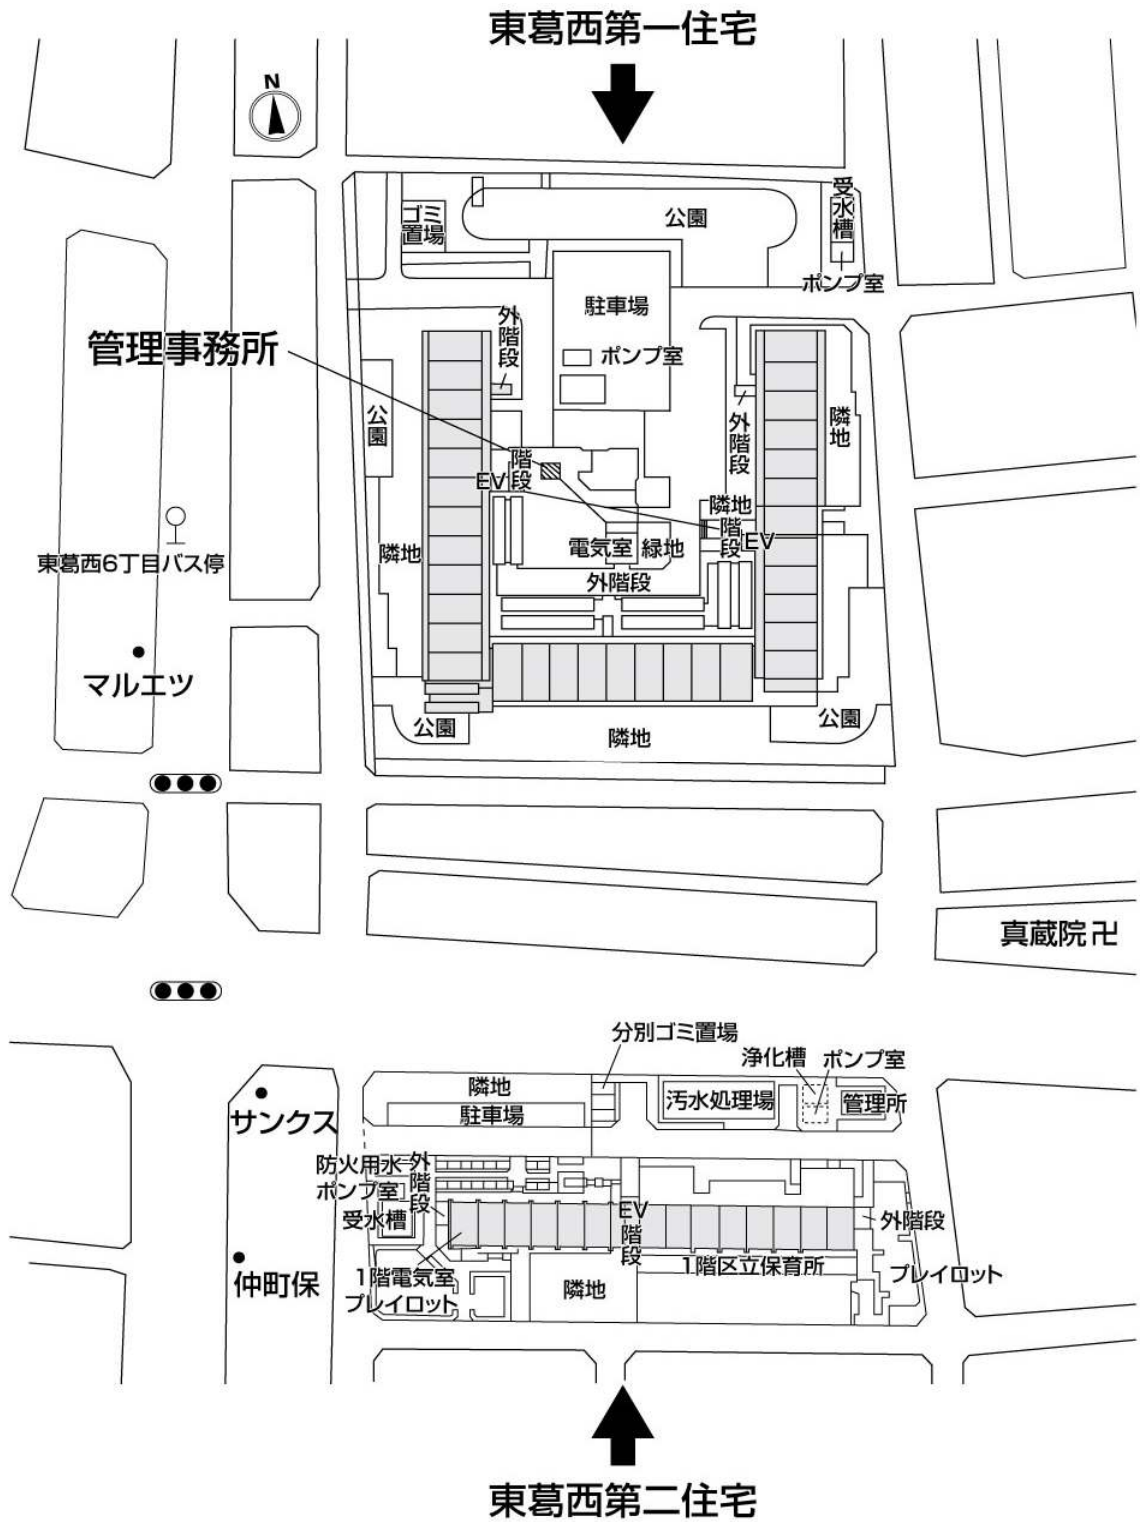 東葛西第一住宅
N
受水槽
ゴミ
置場
公園
ポンプ室
駐車場
外階段
管理事務所
ポンプ室
公園
外階段
隣地
階段
EV
隣地
階段
EV
東葛西6丁目バス停
隣地
電気室
緑地
外階段
マルエツ
公園
隣地
公園
真蔵院卍
分別ゴミ置場
浄化槽
ポンプ室
隣地
駐車場
汚水処理場
管理所
サンクス
防火用水
ポンプ室
外階段
受水槽
EV
階段
外階段
1階電気室
プレイロット
隣地
1階区立保育所
プレイロット
仲町保
東葛西第二住宅